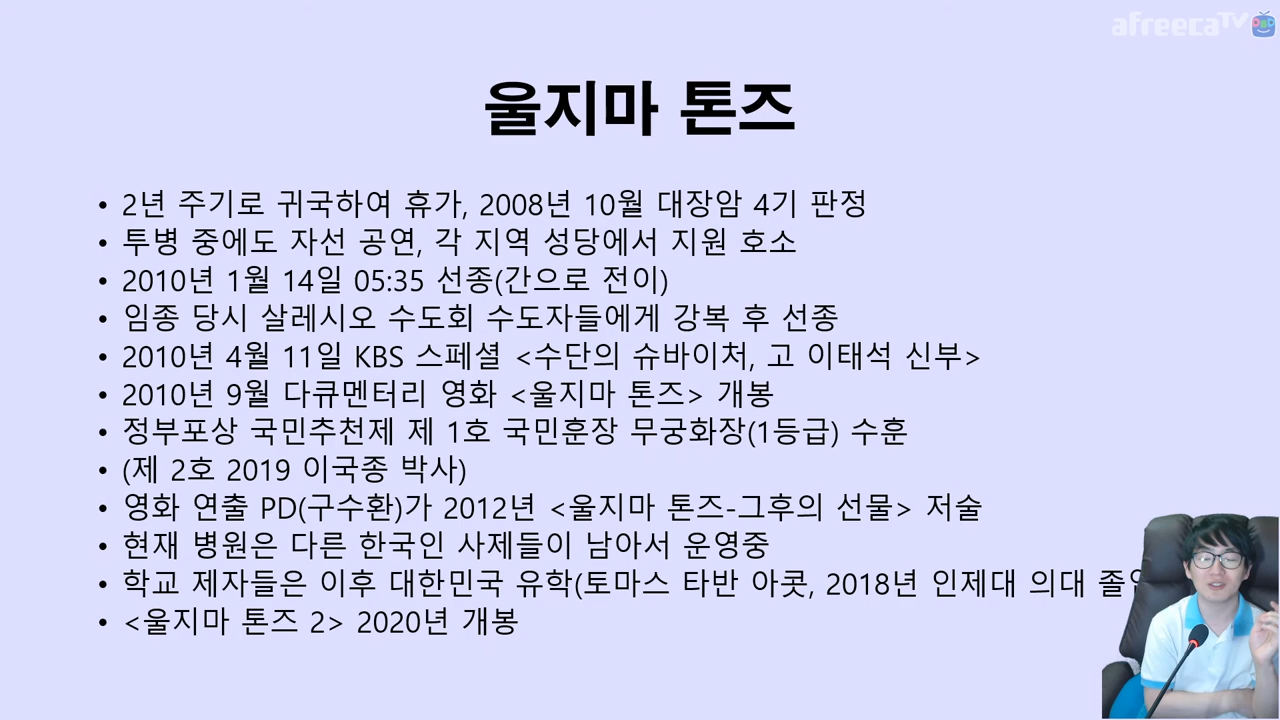 afreecaTV
울지마 톤즈
• 2년 주기로 귀국하여 휴가, 2008년 10월 대장암 4기 판정
• 투병 중에도 자선 공연, 각 지역 성당에서 지원 호소
• 2010년 1월 14일 05:35 선종(간으로 전이)
• 임종 당시 살레시오 수도회 수도자들에게 강복 후 선종
• 2010년 4월 11일 KBS 스페셜 <수단의 슈바이처, 고 이태석 신부>
• 2010년 9월 다큐멘터리 영화 <울지마 톤즈> 개봉
• 정부포상 국민추천제 제 1호 국민훈장 무궁화장(1등급) 수훈
• (제 2호 2019 이국종 박사)
• 영화 연출 PD(구수환)가 2012년 <울지마 톤즈-그후의 선물> 저술
• 현재 병원은 다른 한국인 사제들이 남아서 운영중
• 학교 제자들은 이후 대한민국 유학(토마스 타반 아콧, 2018년 인제대 의대
• <울지마 톤즈 2> 2020년 개봉